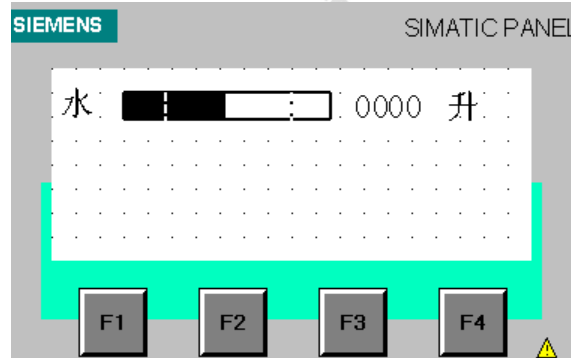 SIEMENS SIMATIC PANEL
水 0000 升
F1 F2 F3 F4